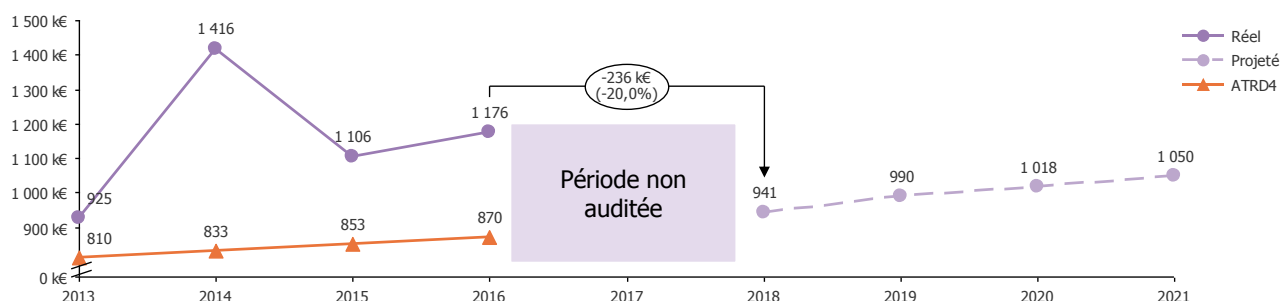 1 500 k€
1 400 k€
1 300 k€
1 200 k€
1 100 k€
1 000 k€
900 k€
0 k€
925
1 416
1 106
1 176
810
833
853
870
-236 k€
(-20,0%)
Période non
auditée
941
990
1 018
1 050
Réel
Projeté
ATRD4
2013
2014
2015
2016
2017
2018
2019
2020
2021